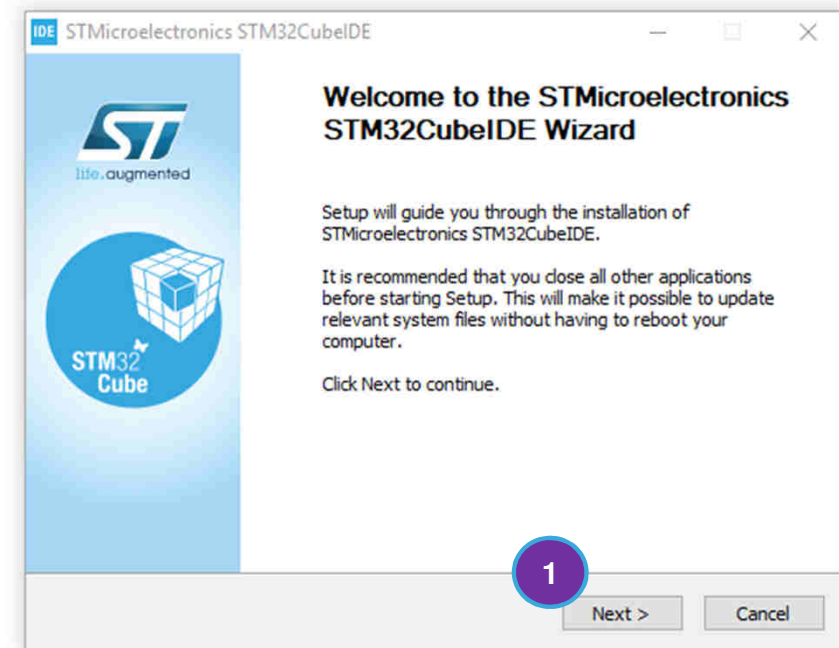 IDE STMicroelectronics STM32CubeIDE
ST
life.augmented
STM32
Cube
Welcome to the STMicroelectronics
STM32CubeIDE Wizard
Setup will guide you through the installation of
STMicroelectronics STM32CubeIDE.
It is recommended that you close all other applications
before starting Setup. This will make it possible to update
relevant system files without having to reboot your
computer.
Click Next to continue.
1
Next > Cancel